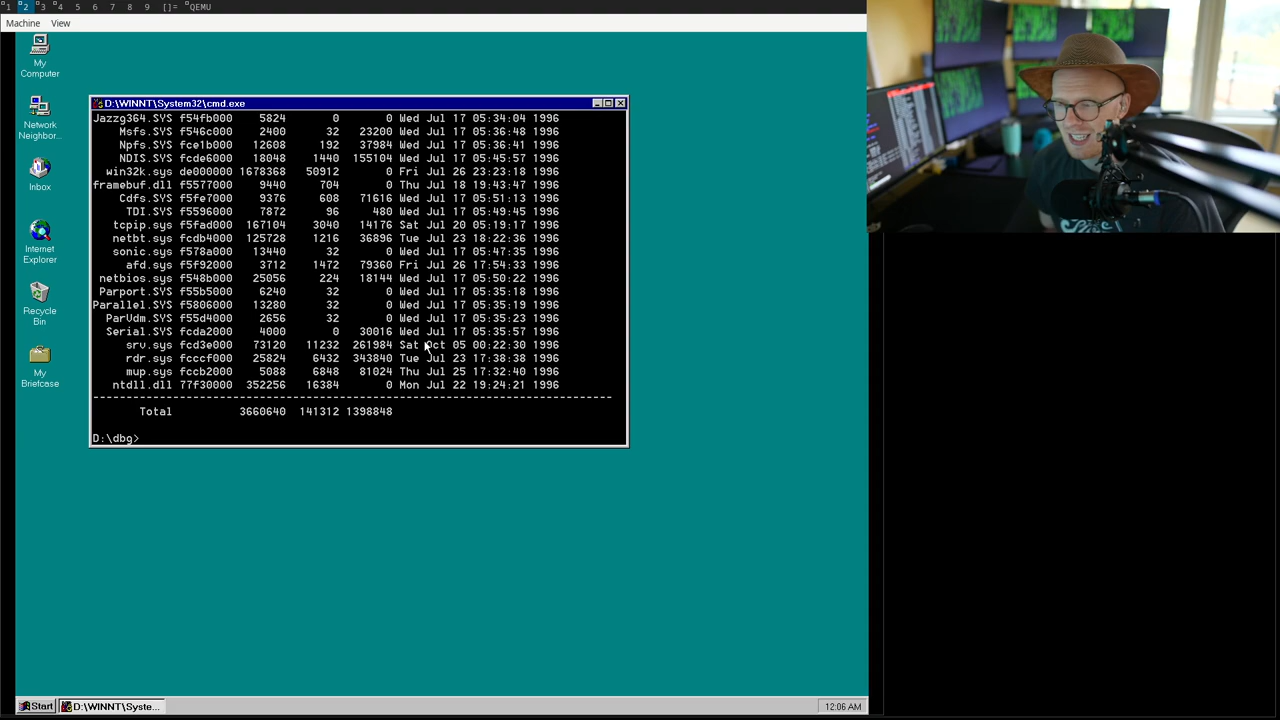 1 2 3 4 5 6 7 8 9 []= QEMU
Machine View
My
Computer
Network
Neighbor...
Inbox
Internet
Explorer
Recycle
Bin
My
Briefcase
D:\WINNT\System32\cmd.exe
Jazzg364.SYS f54fb000 5824 0 0 Wed Jul 17 05:34:04 1996
Msfs.SYS f546c000 2400 32 23200 Wed Jul 17 05:36:48 1996
Npfs.SYS fce1b000 12608 192 37984 Wed Jul 17 05:36:41 1996
NDIS.SYS fcde6000 18048 1440 155104 Wed Jul 17 05:45:57 1996
win32k.sys de000000 1678368 50912 0 Fri Jul 26 23:23:18 1996
framebuf.dll f5577000 9440 704 0 Thu Jul 18 19:43:47 1996
Cdfs.SYS f5fe7000 9376 608 71616 Wed Jul 17 05:51:13 1996
TDI.SYS f5596000 7872 96 480 Wed Jul 17 05:49:45 1996
tcpip.sys f5fad000 167104 3040 14176 Sat Jul 20 05:19:17 1996
netbt.sys fcdb4000 125728 1216 36896 Tue Jul 23 18:22:36 1996
sonic.sys f578a000 13440 32 0 Wed Jul 17 05:47:35 1996
afd.sys f5f92000 3712 1472 79360 Fri Jul 26 17:54:33 1996
netbios.sys f548b000 25056 224 18144 Wed Jul 17 05:50:22 1996
Parport.SYS f55b5000 6240 32 0 Wed Jul 17 05:35:18 1996
Parallel.SYS f5806000 13280 32 0 Wed Jul 17 05:35:19 1996
ParVdm.SYS f55d4000 2656 32 0 Wed Jul 17 05:35:23 1996
Serial.SYS fcda2000 4000 0 30016 Wed Jul 17 05:35:57 1996
srv.sys fcd3e000 73120 11232 261984 Sat Oct 05 00:22:30 1996
rdr.sys fcccf000 25824 6432 343840 Tue Jul 23 17:38:38 1996
mup.sys fccb2000 5088 6848 81024 Thu Jul 25 17:32:40 1996
ntdll.dll 77f30000 352256 16384 0 Mon Jul 22 19:24:21 1996
------------------------------------------------------------------------------
Total 3660640 141312 1398848
D:\dbg>
Start
D:\WINNT\Syste...
12:06 AM